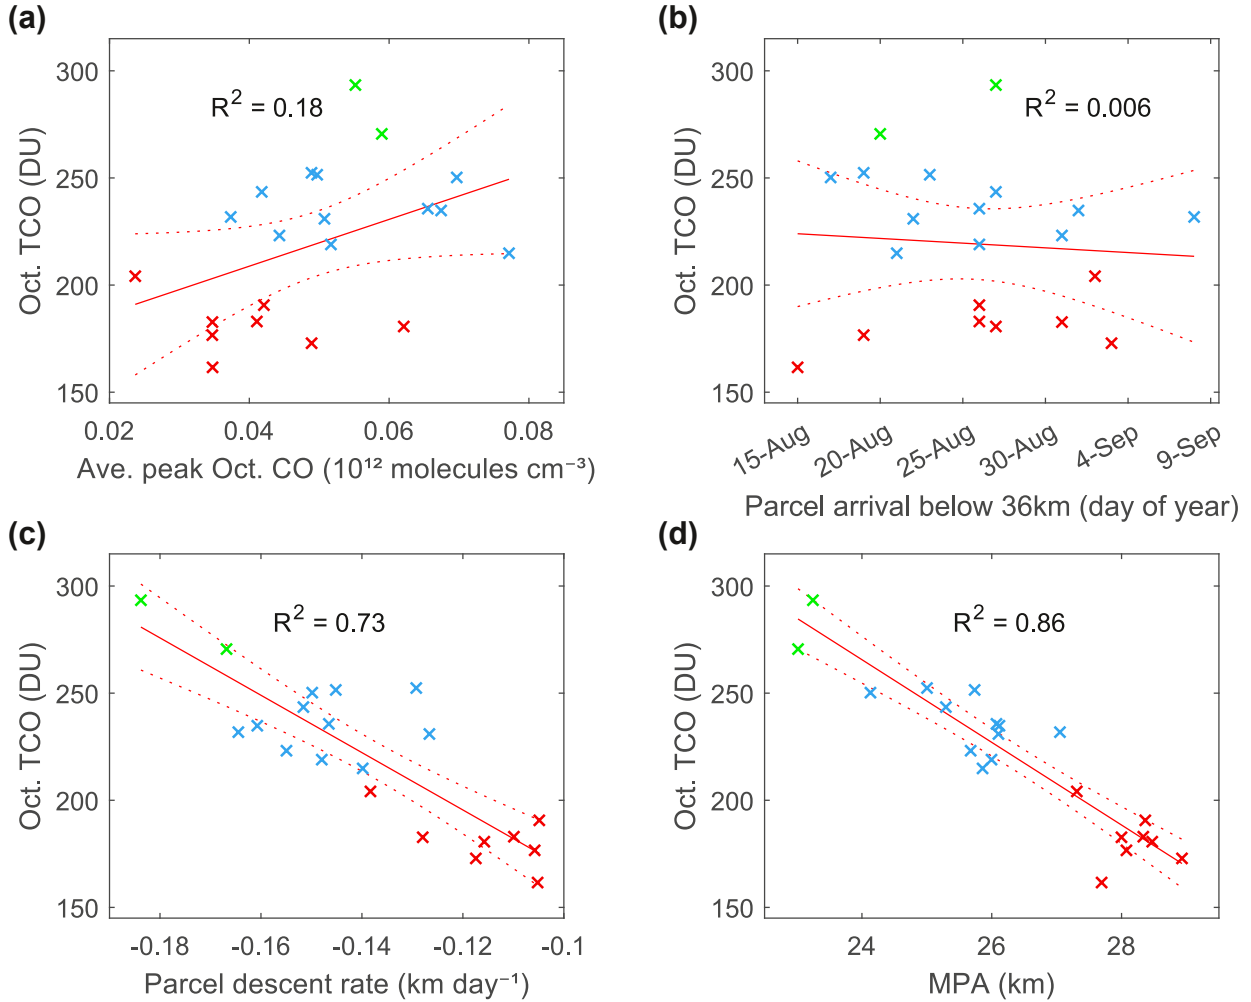 (a)
300
250
200
150
Oct. TCO (DU)
R² = 0.18
0.02 0.04 0.06 0.08
Ave. peak Oct. CO (10¹² molecules cm⁻³)
(b)
300
250
200
150
Oct. TCO (DU)
R² = 0.006
15-Aug 20-Aug 25-Aug 30-Aug 4-Sep 9-Sep
Parcel arrival below 36km (day of year)
(c)
300
250
200
150
Oct. TCO (DU)
R² = 0.73
-0.18 -0.16 -0.14 -0.12 -0.1
Parcel descent rate (km day⁻¹)
(d)
300
250
200
150
Oct. TCO (DU)
R² = 0.86
24 26 28
MPA (km)